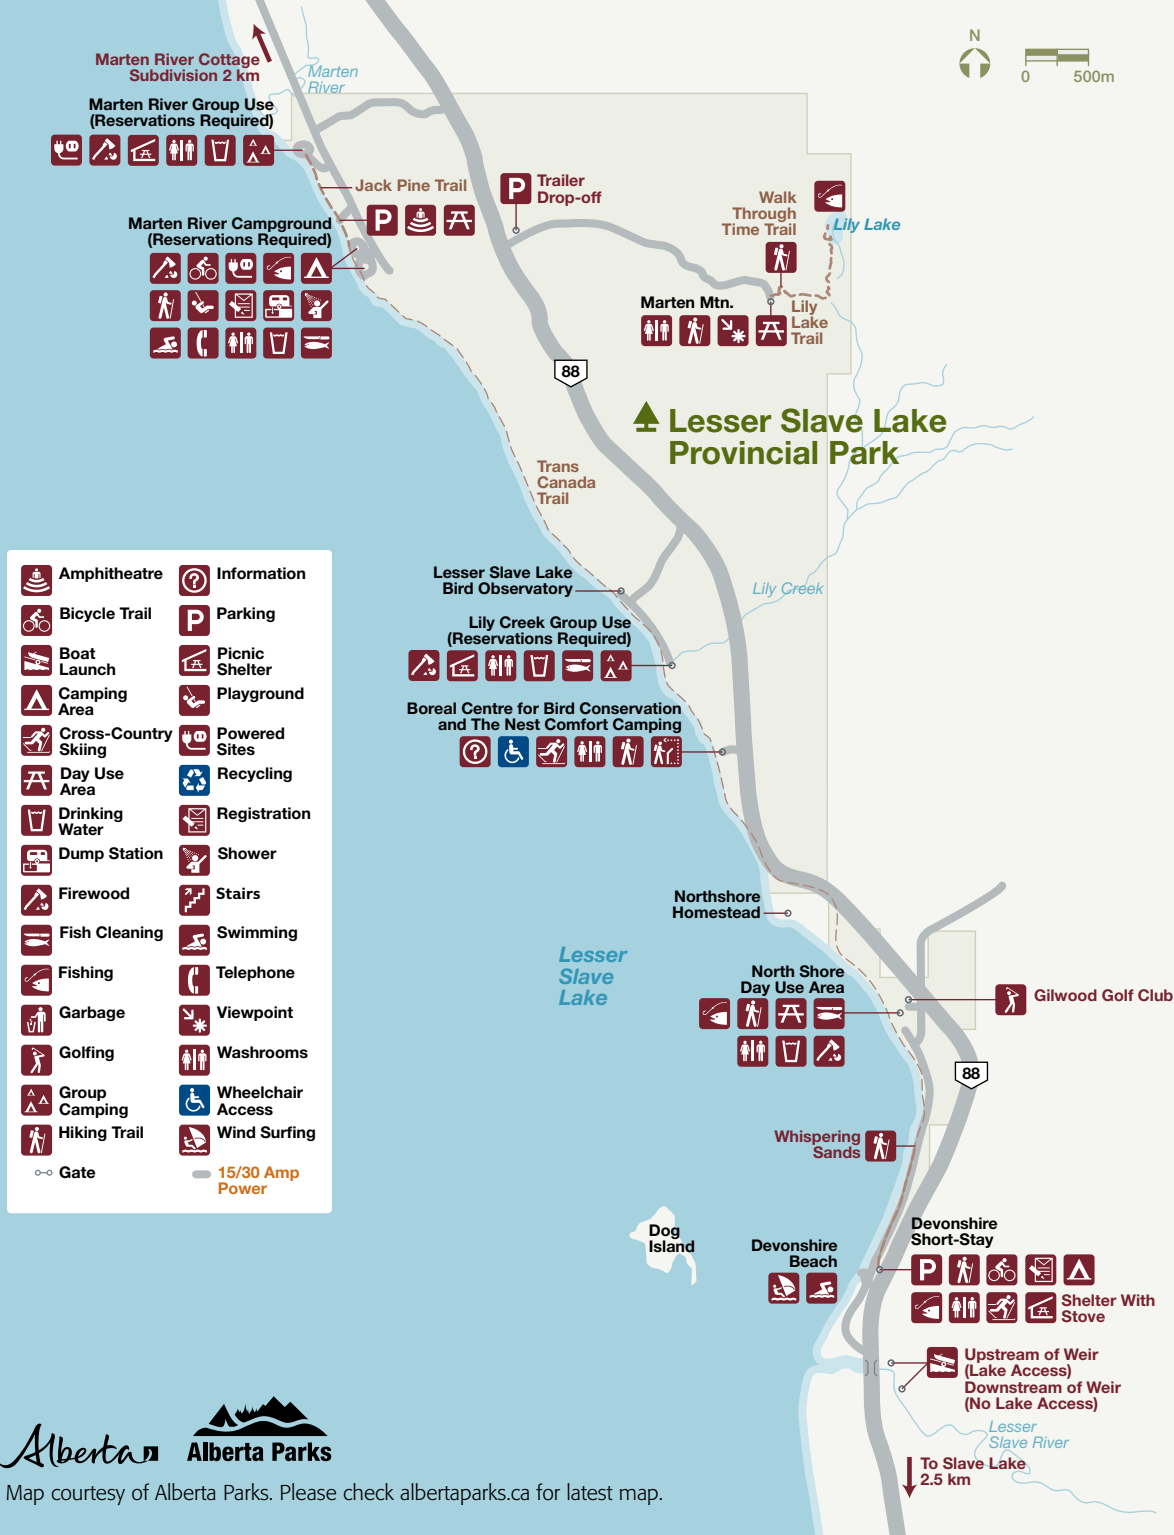 N
0 500m
Marten River Cottage
Subdivision 2 km
Marten
River
Marten River Group Use
(Reservations Required)
Jack Pine Trail
P
Trailer
Drop-off
P
Walk
Through
Time Trail
Lily Lake
Marten River Campground
(Reservations Required)
Marten Mtn.
Lily
Lake
Trail
88
Lesser Slave Lake
Provincial Park
Trans
Canada
Trail
Lesser Slave Lake
Bird Observatory
Lily Creek
Lily Creek Group Use
(Reservations Required)
Boreal Centre for Bird Conservation
and The Nest Comfort Camping
?
Amphitheatre
? Information
Bicycle Trail
P Parking
Boat
Launch
Picnic
Shelter
Camping
Area
Playground
Cross-Country
Skiing
Powered
Sites
Day Use
Area
Recycling
Drinking
Water
Registration
Dump Station
Shower
Firewood
Stairs
Fish Cleaning
Swimming
Fishing
Telephone
Garbage
Viewpoint
Golfing
Washrooms
Group
Camping
Wheelchair
Access
Hiking Trail
Wind Surfing
Gate
15/30 Amp
Power
Northshore
Homestead
Lesser
Slave
Lake
North Shore
Day Use Area
Gilwood Golf Club
88
Whispering
Sands
Dog
Island
Devonshire
Beach
Devonshire
Short-Stay
P
Shelter With
Stove
Upstream of Weir
(Lake Access)
Downstream of Weir
(No Lake Access)
Lesser
Slave River
To Slave Lake
2.5 km
Alberta
Alberta Parks
Map courtesy of Alberta Parks. Please check albertaparks.ca for latest map.